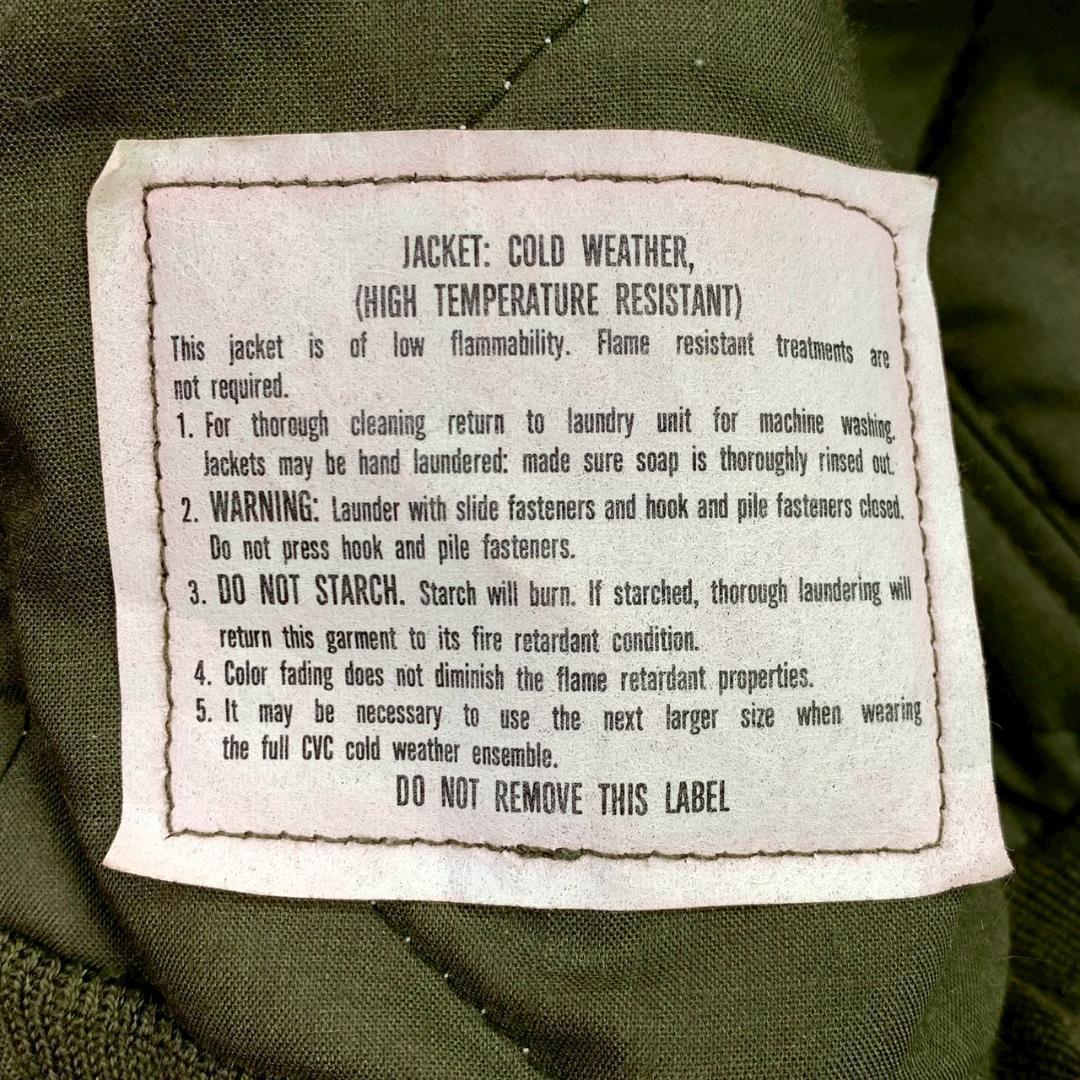 JACKET: COLD WEATHER,
(HIGH TEMPERATURE RESISTANT)
This jacket is of low flammability. Flame resistant treatments are
not required.
1. For thorough cleaning return to laundry unit for machine washing.
Jackets may be hand laundered: made sure soap is thoroughly rinsed out.
2. WARNING: Launder with slide fasteners and hook and pile fasteners closed.
Do not press hook and pile fasteners.
3. DO NOT STARCH. Starch will burn. If starched, thorough laundering will
return this garment to its fire retardant condition.
4. Color fading does not diminish the flame retardant properties.
5. It may be necessary to use the next larger size when wearing
the full CVC cold weather ensemble.
DO NOT REMOVE THIS LABEL